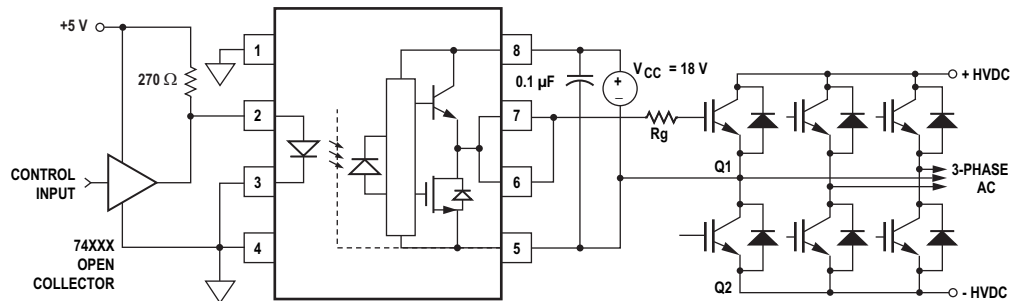 +5 V
270 Ω
1
2
3
4
CONTROL
INPUT
74XXX
OPEN
COLLECTOR
8
7
6
5
0.1 µF
+
–
VCC = 18 V
Rg
+ HVDC
Q1
3-PHASE
AC
Q2
- HVDC